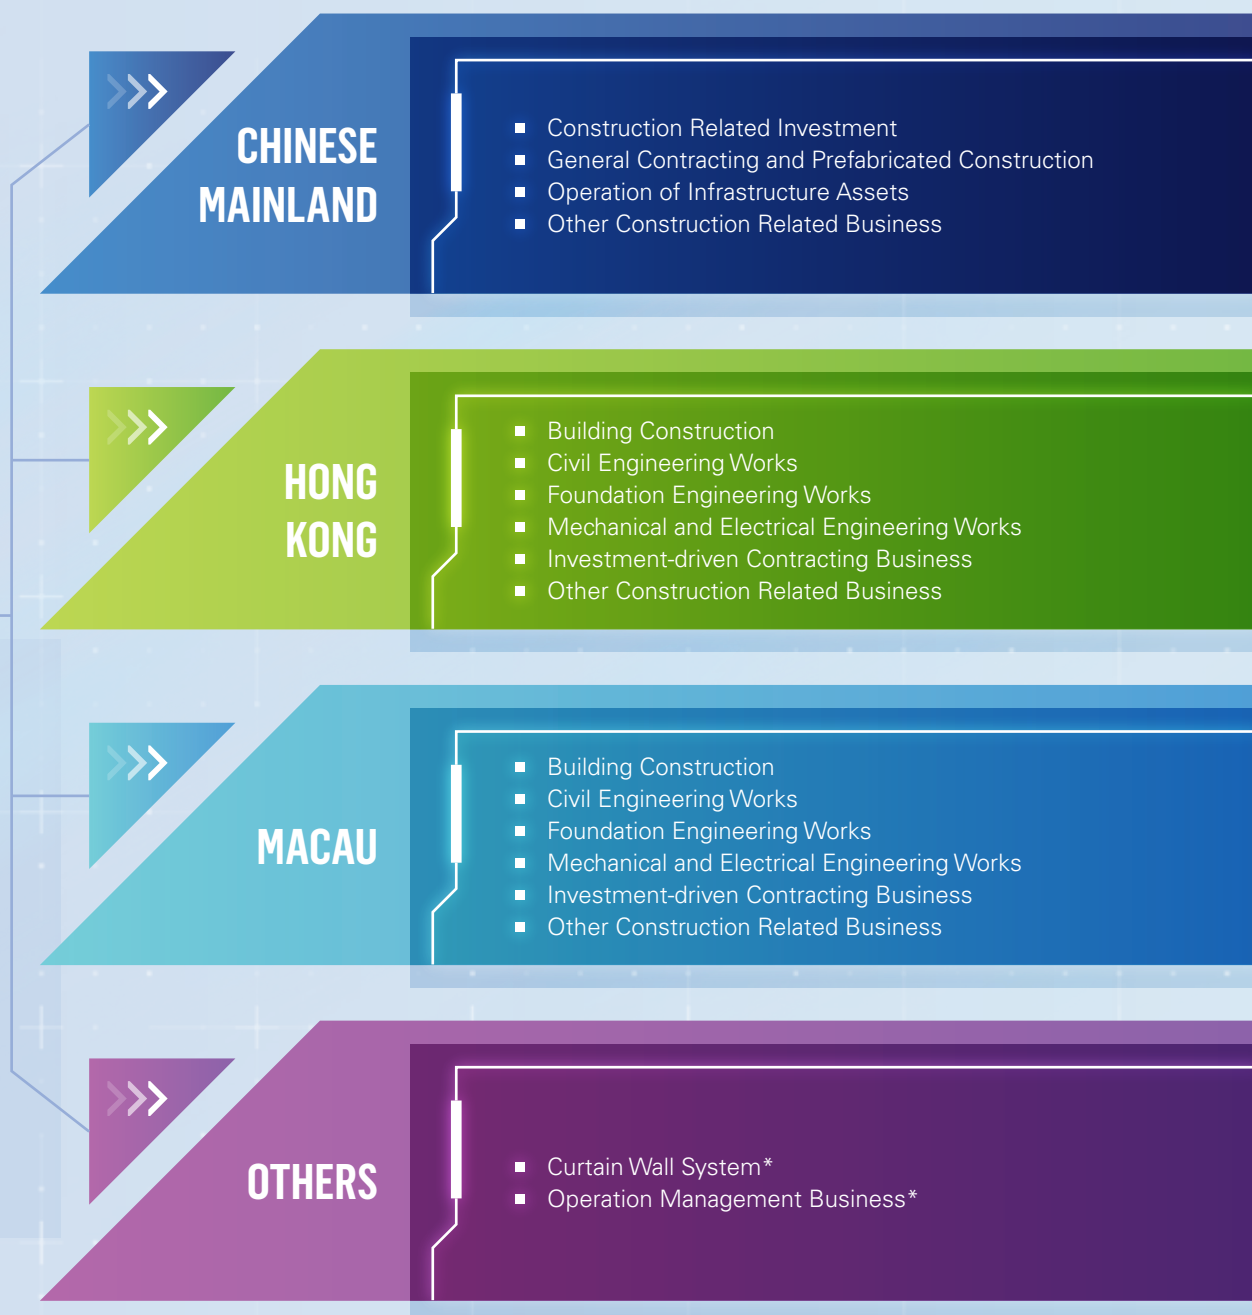 CHINESE
MAINLAND
Construction Related Investment
General Contracting and Prefabricated Construction
Operation of Infrastructure Assets
Other Construction Related Business
HONG
KONG
Building Construction
Civil Engineering Works
Foundation Engineering Works
Mechanical and Electrical Engineering Works
Investment-driven Contracting Business
Other Construction Related Business
MACAU
Building Construction
Civil Engineering Works
Foundation Engineering Works
Mechanical and Electrical Engineering Works
Investment-driven Contracting Business
Other Construction Related Business
OTHERS
Curtain Wall System*
Operation Management Business*